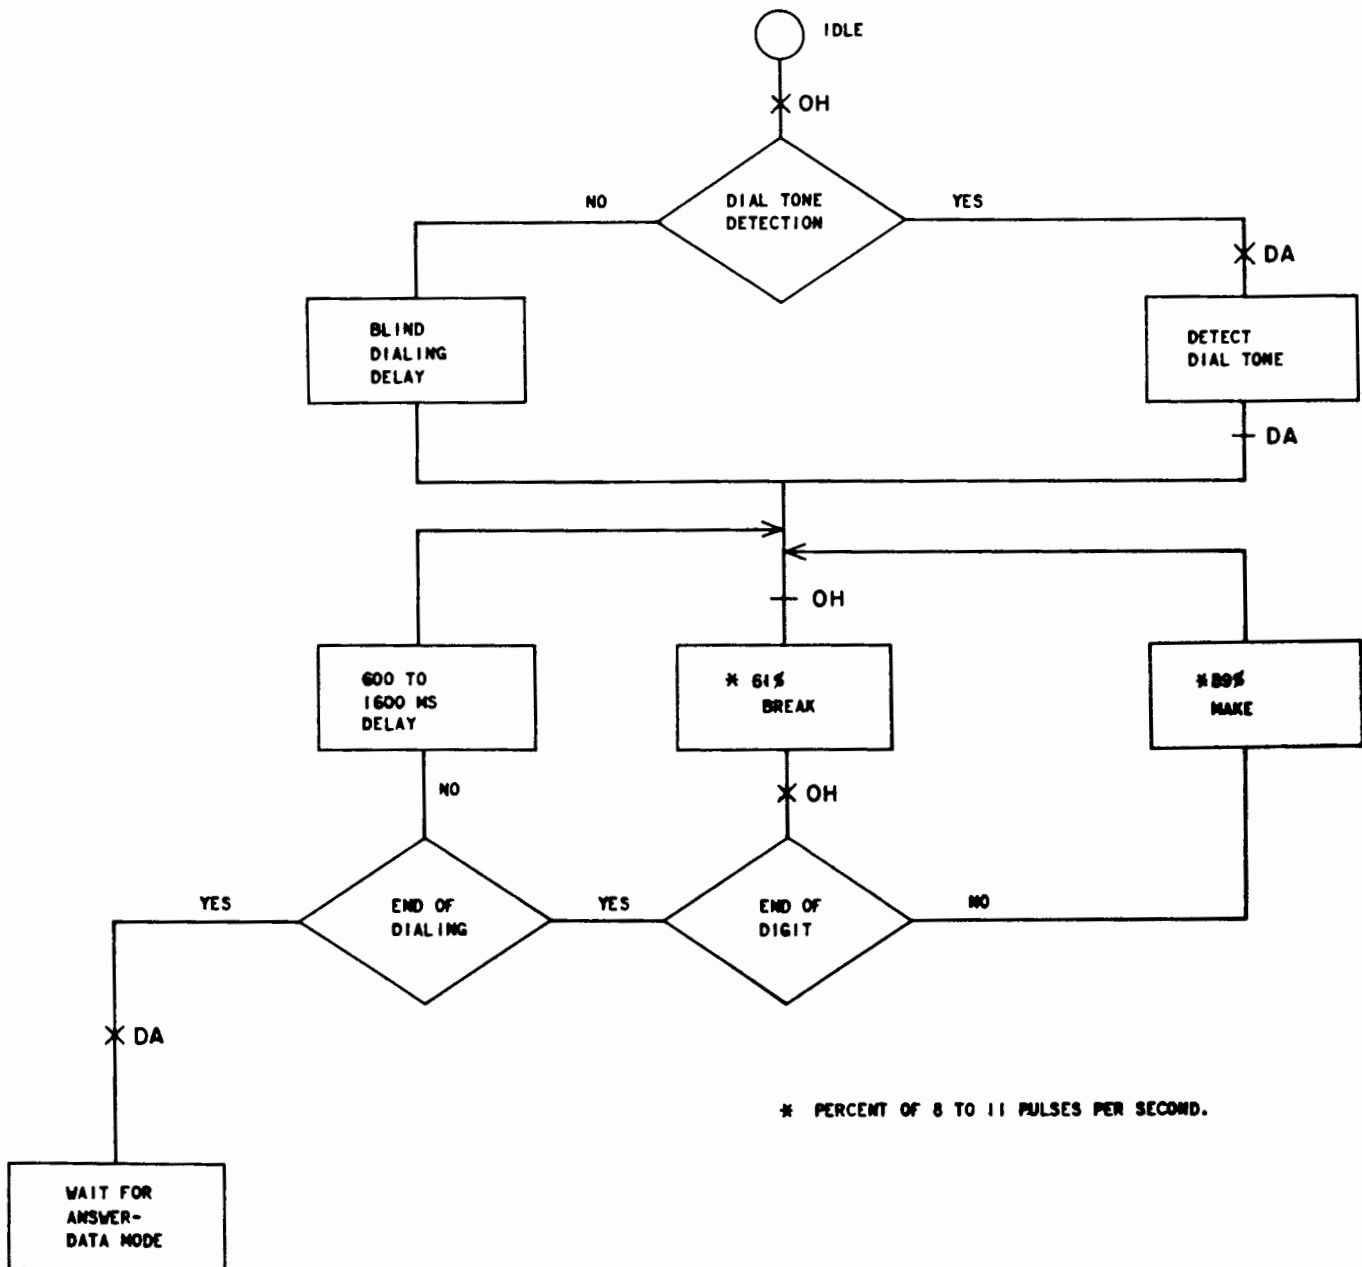 IDLE
OH
NO
DIAL TONE
DETECTION
YES
DA
BLIND
DIALING
DELAY
DETECT
DIAL TONE
DA
OH
600 TO
1600 MS
DELAY
* 61%
BREAK
*39%
MAKE
NO
OH
YES
END OF
DIALING
YES
END OF
DIGIT
NO
DA
* PERCENT OF 8 TO 11 PULSES PER SECOND.
WAIT FOR
ANSWER-
DATA MODE